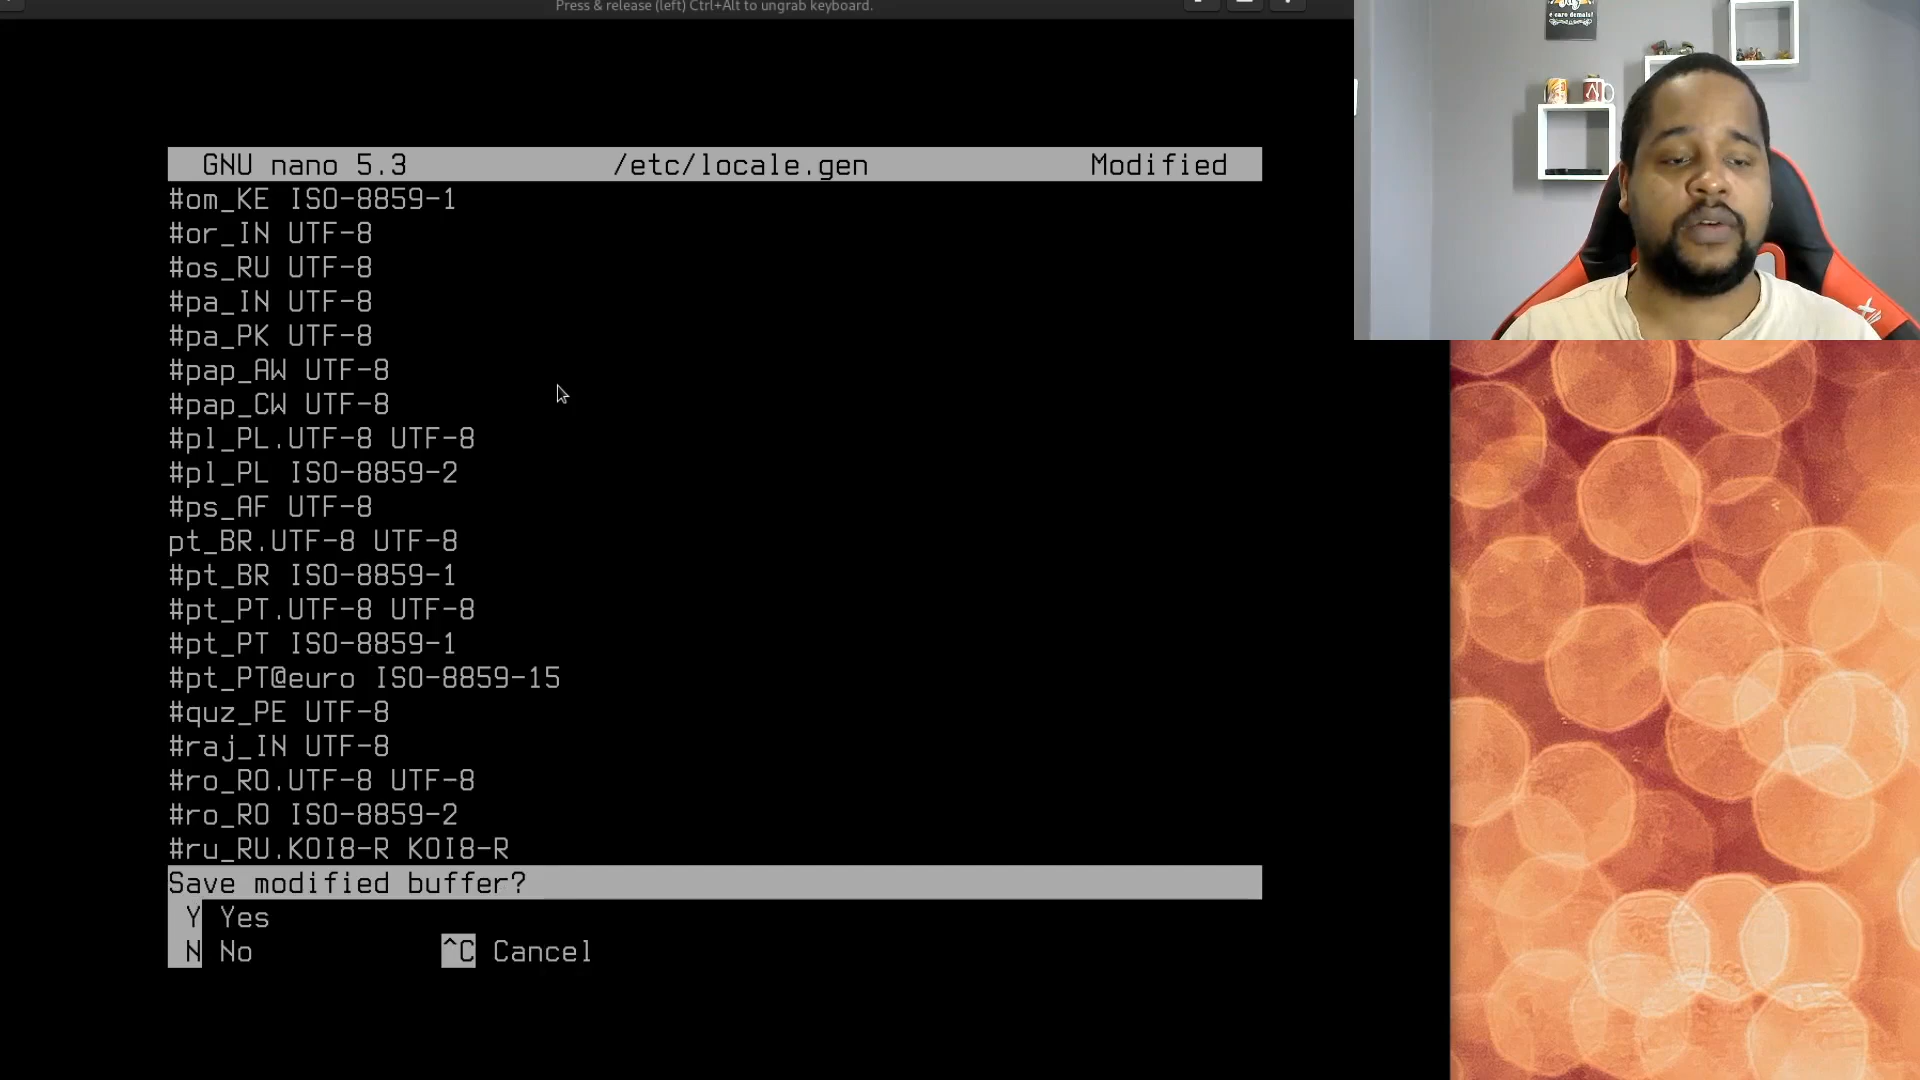 Press & release (left) Ctrl+Alt to ungrab keyboard.
é caro demais!
GNU nano 5.3 /etc/locale.gen Modified
#om_KE ISO-8859-1
#or_IN UTF-8
#os_RU UTF-8
#pa_IN UTF-8
#pa_PK UTF-8
#pap_AW UTF-8
#pap_CW UTF-8
#pl_PL.UTF-8 UTF-8
#pl_PL ISO-8859-2
#ps_AF UTF-8
pt_BR.UTF-8 UTF-8
#pt_BR ISO-8859-1
#pt_PT.UTF-8 UTF-8
#pt_PT ISO-8859-1
#pt_PT@euro ISO-8859-15
#quz_PE UTF-8
#raj_IN UTF-8
#ro_RO.UTF-8 UTF-8
#ro_RO ISO-8859-2
#ru_RU.KOI8-R KOI8-R
Save modified buffer?
Y Yes
N No ^C Cancel